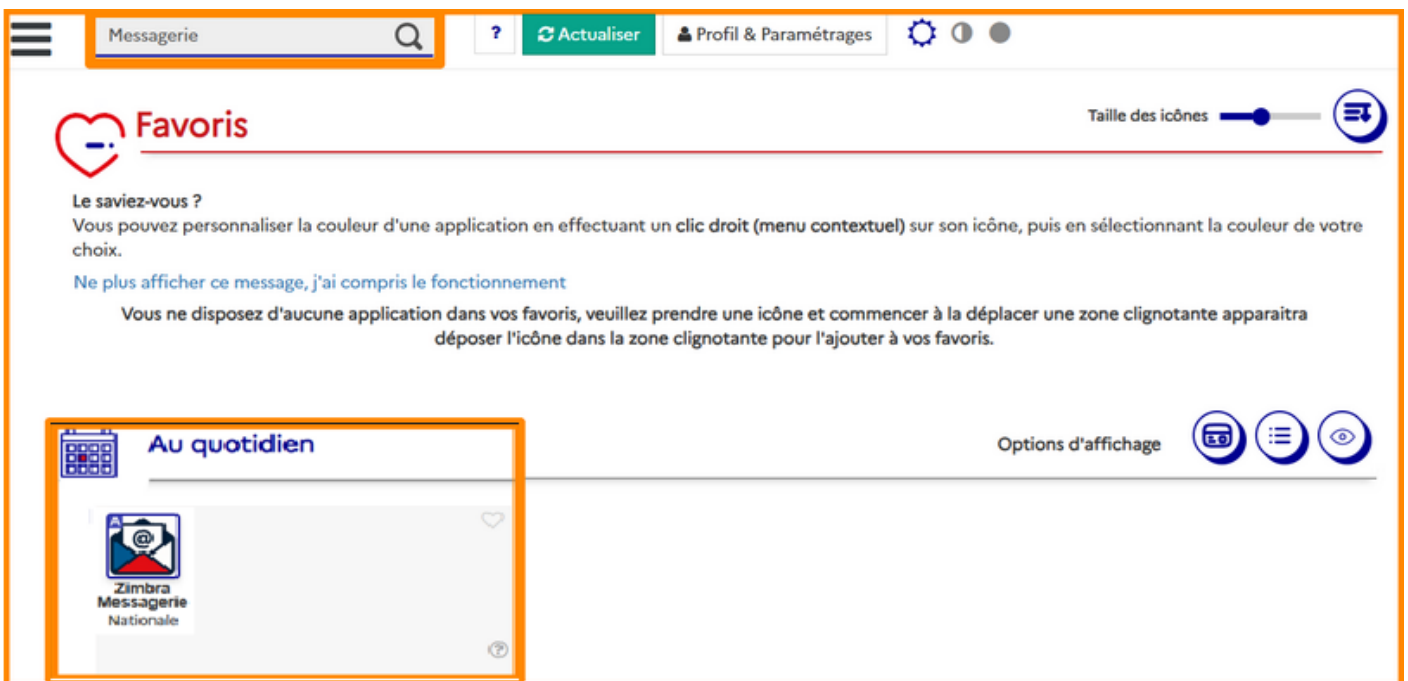 Messagerie
?
Actualiser
Profil & Paramétrages
Favoris
Taille des icônes
Le saviez-vous ?
Vous pouvez personnaliser la couleur d'une application en effectuant un clic droit (menu contextuel) sur son icône, puis en sélectionnant la couleur de votre
choix.
Ne plus afficher ce message, j'ai compris le fonctionnement
Vous ne disposez d'aucune application dans vos favoris, veuillez prendre une icône et commencer à la déplacer une zone clignotante apparaitra
déposer l'icône dans la zone clignotante pour l'ajouter à vos favoris.
Au quotidien
Options d'affichage
A
@
Zimbra
Messagerie
Nationale
?